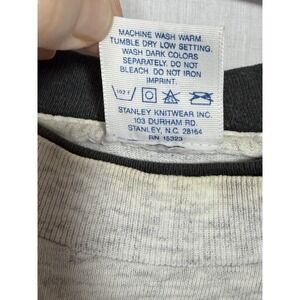 MACHINE WASH WARM.
TUMBLE DRY LOW SETTING.
WASH DARK COLORS
SEPARATELY. DO NOT
BLEACH. DO NOT IRON
IMPRINT.
102 F
STANLEY KNITWEAR INC.
103 DURHAM RD.
STANLEY, N.C. 28164
RN 15323